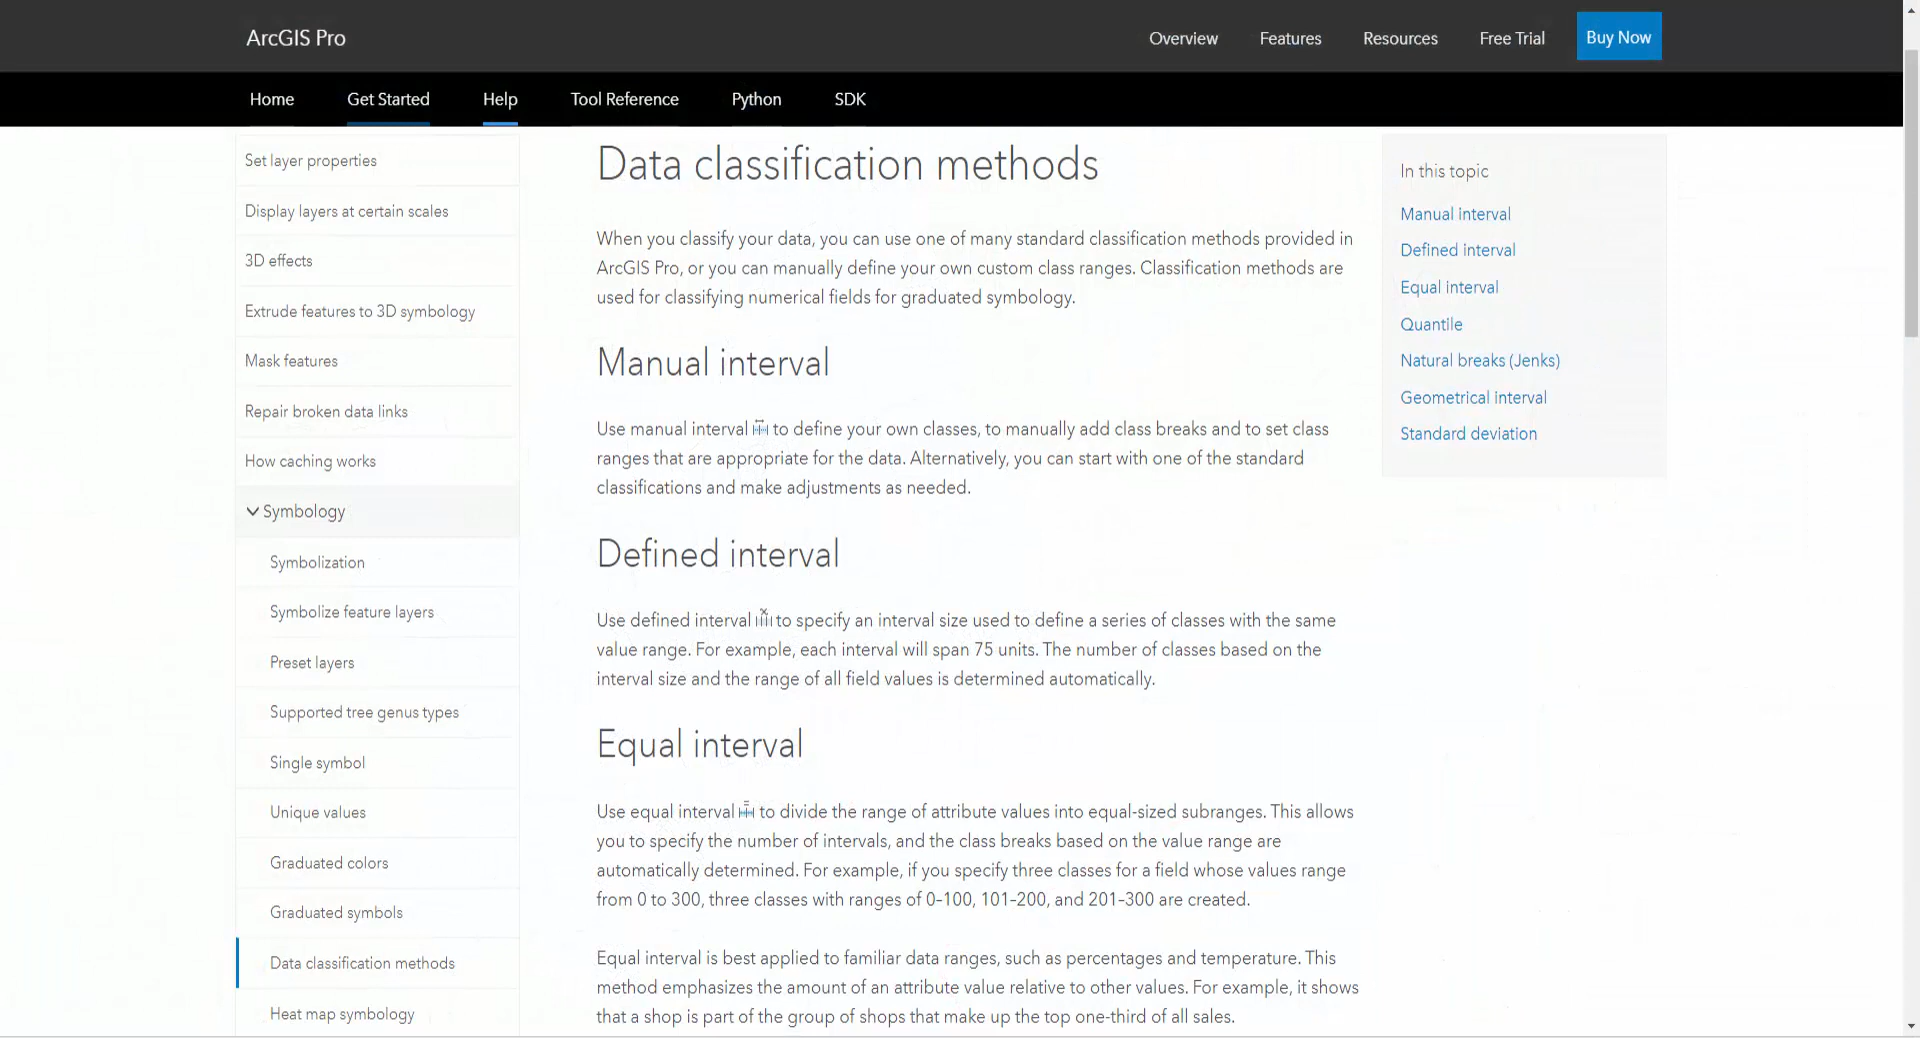 ArcGIS Pro
Overview
Features
Resources
Free Trial
Buy Now
Home
Get Started
Help
Tool Reference
Python
SDK
Set layer properties
Display layers at certain scales
3D effects
Extrude features to 3D symbology
Mask features
Repair broken data links
How caching works
Symbology
Symbolization
Symbolize feature layers
Preset layers
Supported tree genus types
Single symbol
Unique values
Graduated colors
Graduated symbols
Data classification methods
Heat map symbology
Data classification methods
When you classify your data, you can use one of many standard classification methods provided in
ArcGIS Pro, or you can manually define your own custom class ranges. Classification methods are
used for classifying numerical fields for graduated symbology.
Manual interval
Use manual interval to define your own classes, to manually add class breaks and to set class
ranges that are appropriate for the data. Alternatively, you can start with one of the standard
classifications and make adjustments as needed.
Defined interval
Use defined interval to specify an interval size used to define a series of classes with the same
value range. For example, each interval will span 75 units. The number of classes based on the
interval size and the range of all field values is determined automatically.
Equal interval
Use equal interval to divide the range of attribute values into equal-sized subranges. This allows
you to specify the number of intervals, and the class breaks based on the value range are
automatically determined. For example, if you specify three classes for a field whose values range
from 0 to 300, three classes with ranges of 0–100, 101–200, and 201–300 are created.
Equal interval is best applied to familiar data ranges, such as percentages and temperature. This
method emphasizes the amount of an attribute value relative to other values. For example, it shows
that a shop is part of the group of shops that make up the top one-third of all sales.
In this topic
Manual interval
Defined interval
Equal interval
Quantile
Natural breaks (Jenks)
Geometrical interval
Standard deviation